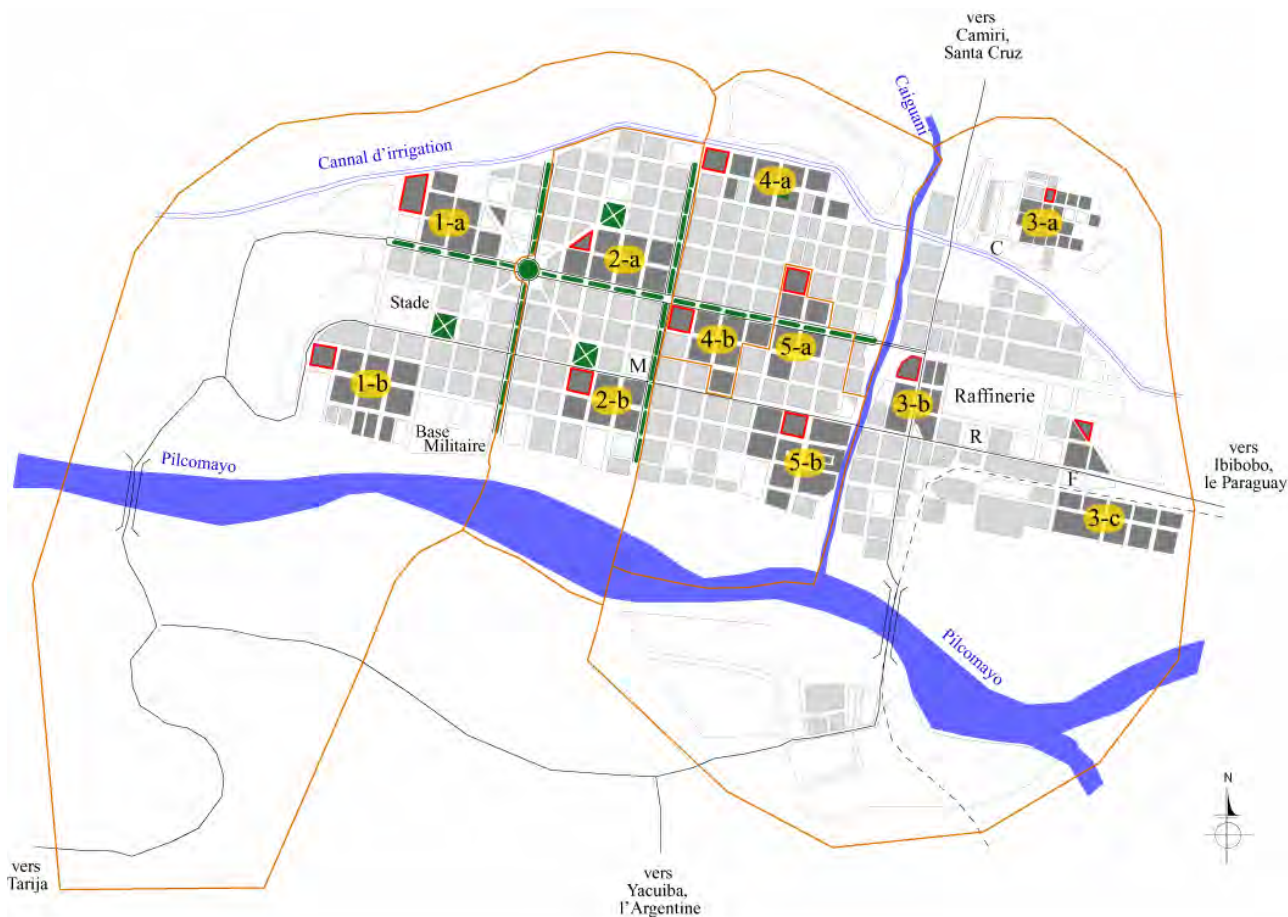 vers
Camiri,
Santa Cruz
Caiguani
Cannal d'irrigation
4-a
3-a
1-a
C
2-a
Stade
4-b
5-a
M
1-b
2-b
3-b
Raffinerie
Base
Militaire
R
5-b
Pilcomayo
F
vers
Ibibobo,
le Paraguay
3-c
Pilcomayo
N
vers
Tarija
vers
Yacuiba,
l'Argentine